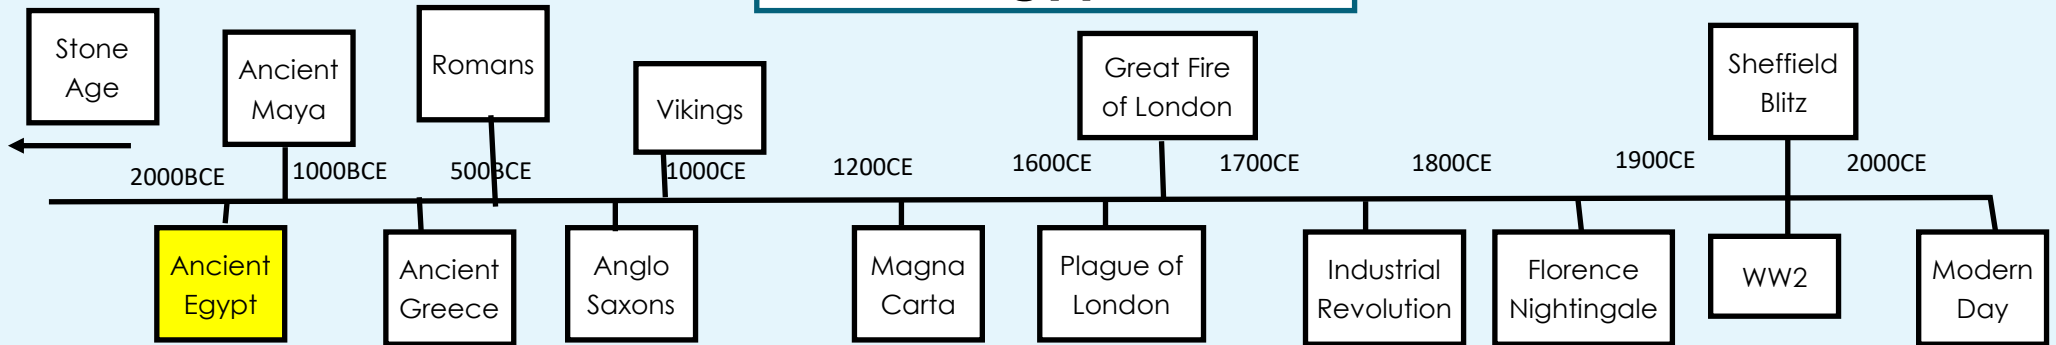 Stone
Age
Ancient
Maya
Romans
Vikings
Great Fire
of London
Sheffield
Blitz
2000BCE
1000BCE
500BCE
1000CE
1200CE
1600CE
1700CE
1800CE
1900CE
2000CE
Ancient
Egypt
Ancient
Greece
Anglo
Saxons
Magna
Carta
Plague of
London
Industrial
Revolution
Florence
Nightingale
WW2
Modern
Day